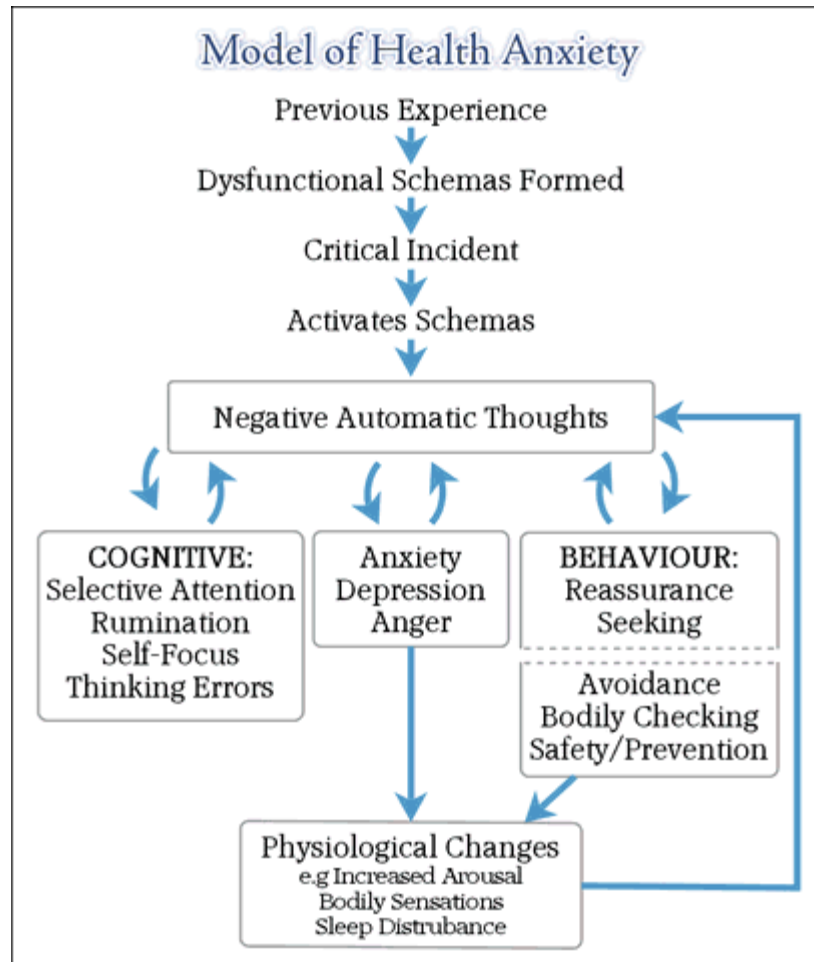 Model of Health Anxiety
Previous Experience
Dysfunctional Schemas Formed
Critical Incident
Activates Schemas
Negative Automatic Thoughts
COGNITIVE:
Selective Attention
Rumination
Self-Focus
Thinking Errors
Anxiety
Depression
Anger
BEHAVIOUR:
Reassurance
Seeking
Avoidance
Bodily Checking
Safety/Prevention
Physiological Changes
e.g Increased Arousal
Bodily Sensations
Sleep Distrubance